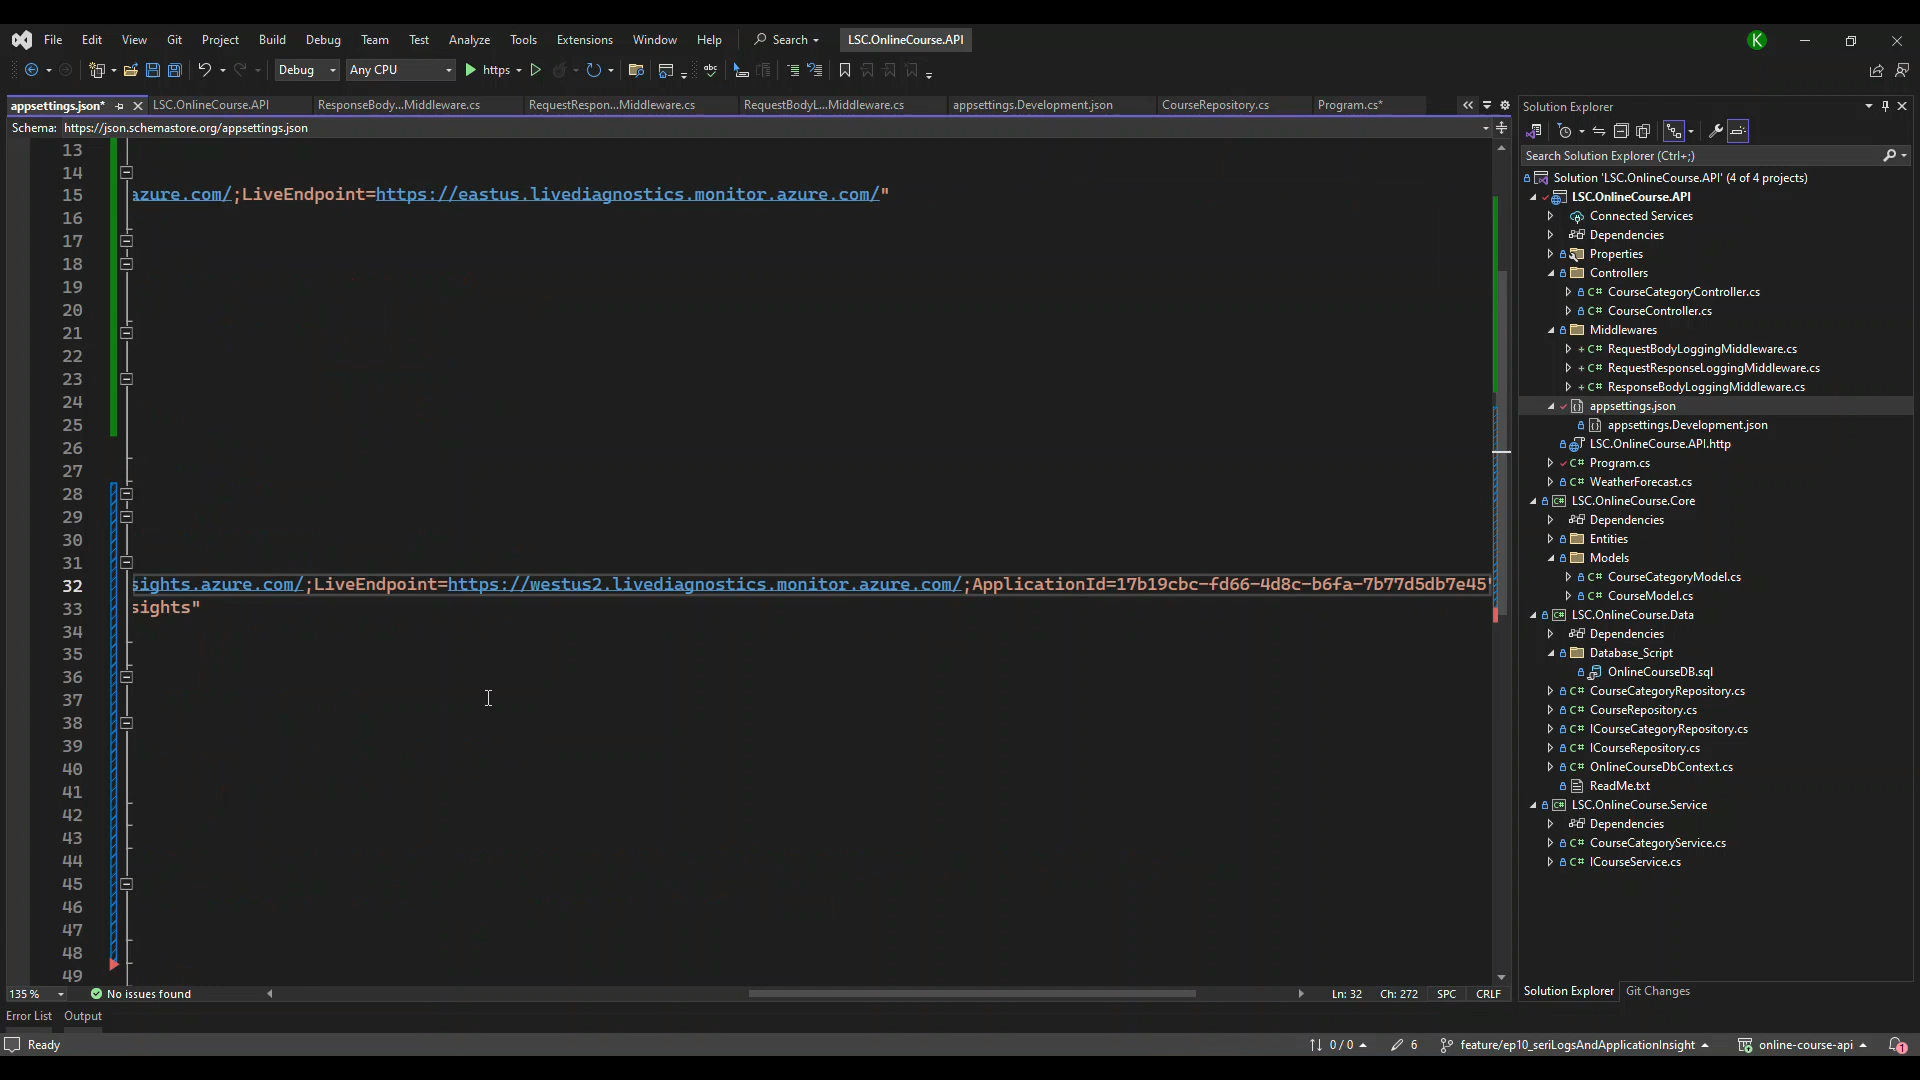 File Edit View Git Project Build Debug Team Test Analyze Tools Extensions Window Help Search LSC.OnlineCourse.API K
Debug Any CPU https
appsettings.json* LSC.OnlineCourse.API ResponseBody...Middleware.cs RequestRespon...Middleware.cs RequestBodyL...Middleware.cs appsettings.Development.json CourseRepository.cs Program.cs*
Schema: https://json.schemastore.org/appsettings.json
13
14
15 azure.com/;LiveEndpoint=https://eastus.livediagnostics.monitor.azure.com/"
16
17
18
19
20
21
22
23
24
25
26
27
28
29
30
31
32 sights.azure.com/;LiveEndpoint=https://westus2.livediagnostics.monitor.azure.com/;ApplicationId=17b19cbc-fd66-4d8c-b6fa-7b77d5db7e45"
33 sights"
34
35
36
37
38
39
40
41
42
43
44
45
46
47
48
49
135 % No issues found Ln: 32 Ch: 272 SPC CRLF
Solution Explorer
Search Solution Explorer (Ctrl+;)
Solution 'LSC.OnlineCourse.API' (4 of 4 projects)
LSC.OnlineCourse.API
Connected Services
Dependencies
Properties
Controllers
C# CourseCategoryController.cs
C# CourseController.cs
Middlewares
+ C# RequestBodyLoggingMiddleware.cs
+ C# RequestResponseLoggingMiddleware.cs
+ C# ResponseBodyLoggingMiddleware.cs
appsettings.json
appsettings.Development.json
LSC.OnlineCourse.API.http
C# Program.cs
C# WeatherForecast.cs
C# LSC.OnlineCourse.Core
Dependencies
Entities
Models
C# CourseCategoryModel.cs
C# CourseModel.cs
C# LSC.OnlineCourse.Data
Dependencies
Database_Script
OnlineCourseDB.sql
C# CourseCategoryRepository.cs
C# CourseRepository.cs
C# ICourseCategoryRepository.cs
C# ICourseRepository.cs
C# OnlineCourseDbContext.cs
ReadMe.txt
C# LSC.OnlineCourse.Service
Dependencies
C# CourseCategoryService.cs
C# ICourseService.cs
Solution Explorer Git Changes
Error List Output
Ready 0 / 0 6 feature/ep10_seriLogsAndApplicationInsight online-course-api 1